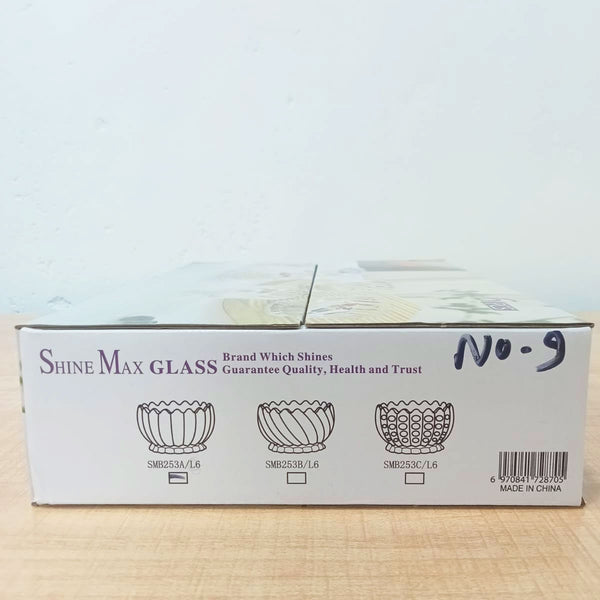 SHINE MAX GLASS
Brand Which Shines
Guarantee Quality, Health and Trust
No-9
SMB253A/L6
SMB253B/L6
SMB253C/L6
6 970841 728705
MADE IN CHINA